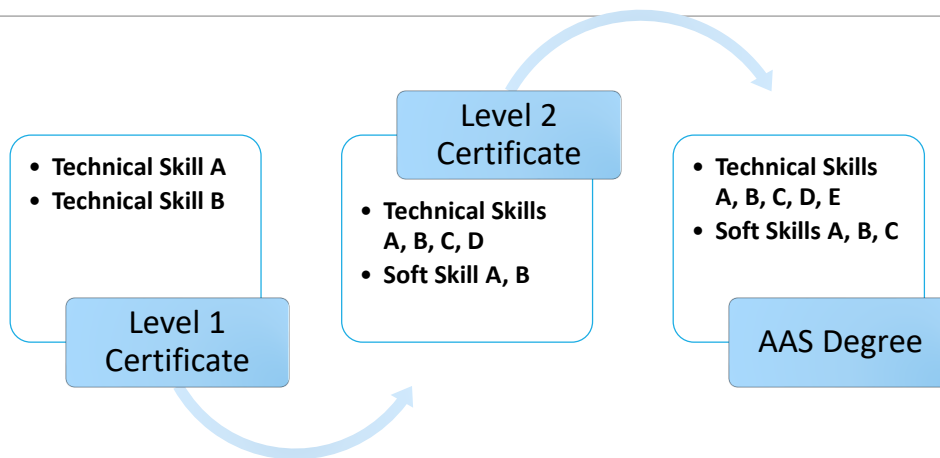 • Technical Skill A
• Technical Skill B
Level 1
Certificate
Level 2
Certificate
• Technical Skills
A, B, C, D
• Soft Skill A, B
• Technical Skills
A, B, C, D, E
• Soft Skills A, B, C
AAS Degree